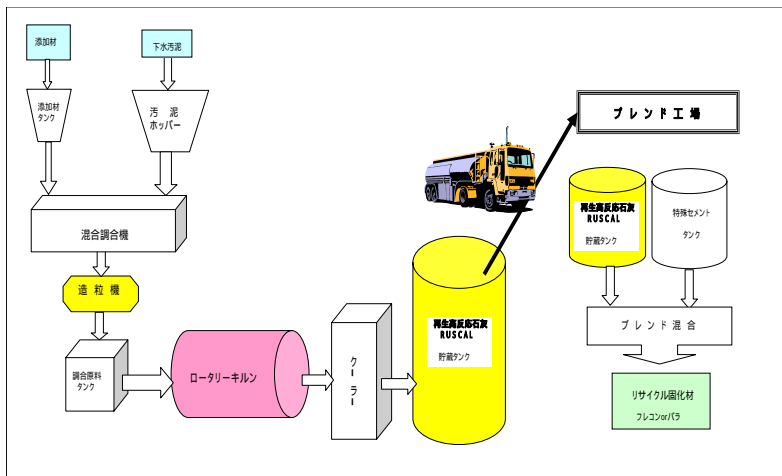 添加材
下水汚泥
添加材
タンク
汚　泥
ホッパー
混合調合機
造 粒 機
調合原料
タンク
ロータリーキルン
クーラー
再生高反応石灰
RUSCAL
貯蔵タンク
ブ レ ン ド 工 場
再生高反応石灰
RUSCAL
貯蔵タンク
特殊セメント
タンク
ブ レ ン ド 混 合
リサイクル固化材
フレコンorバラ